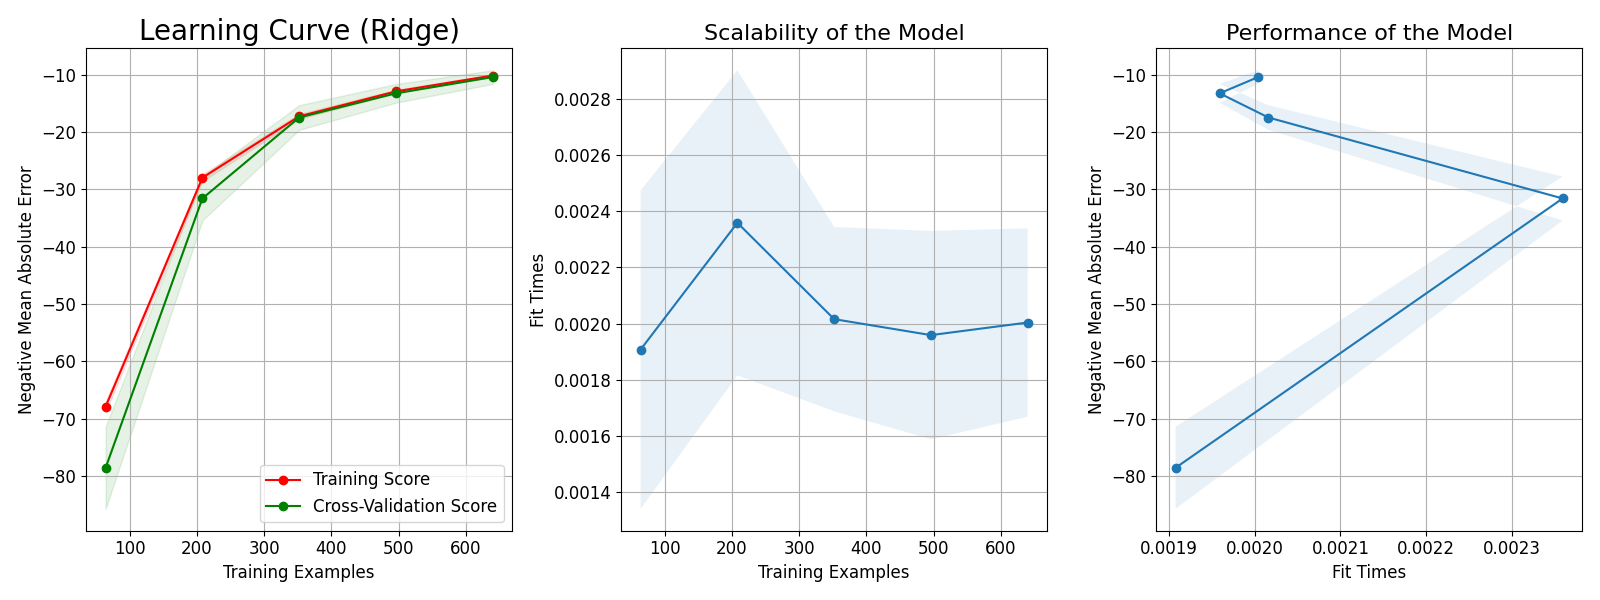 Learning Curve (Ridge)
Negative Mean Absolute Error
−10
−20
−30
−40
−50
−60
−70
−80
Training Score
Cross-Validation Score
100 200 300 400 500 600
Training Examples
Scalability of the Model
Fit Times
0.0028
0.0026
0.0024
0.0022
0.0020
0.0018
0.0016
0.0014
100 200 300 400 500 600
Training Examples
Performance of the Model
Negative Mean Absolute Error
−10
−20
−30
−40
−50
−60
−70
−80
0.0019 0.0020 0.0021 0.0022 0.0023
Fit Times